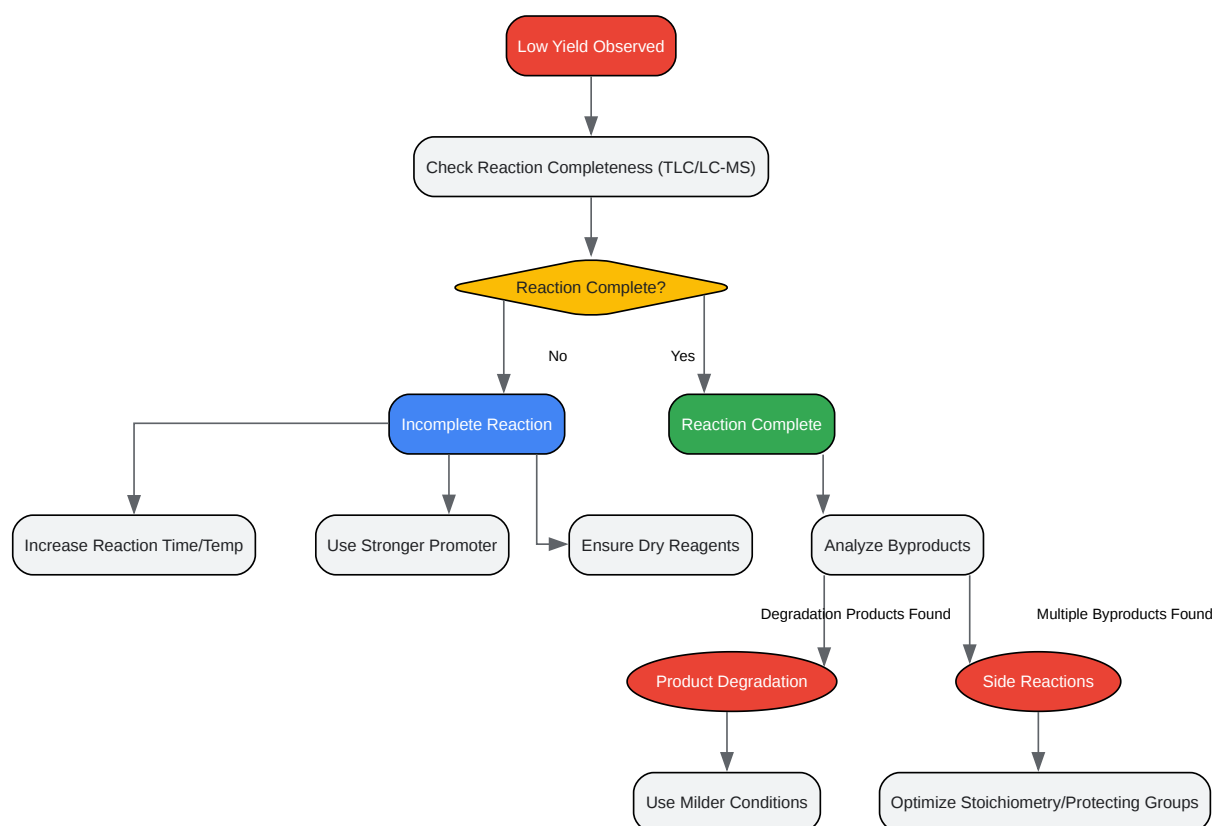 Low Yield Observed
Check Reaction Completeness (TLC/LC-MS)
Reaction Complete?
No
Yes
Incomplete Reaction
Reaction Complete
Increase Reaction Time/Temp
Use Stronger Promoter
Ensure Dry Reagents
Analyze Byproducts
Degradation Products Found
Multiple Byproducts Found
Product Degradation
Side Reactions
Use Milder Conditions
Optimize Stoichiometry/Protecting Groups